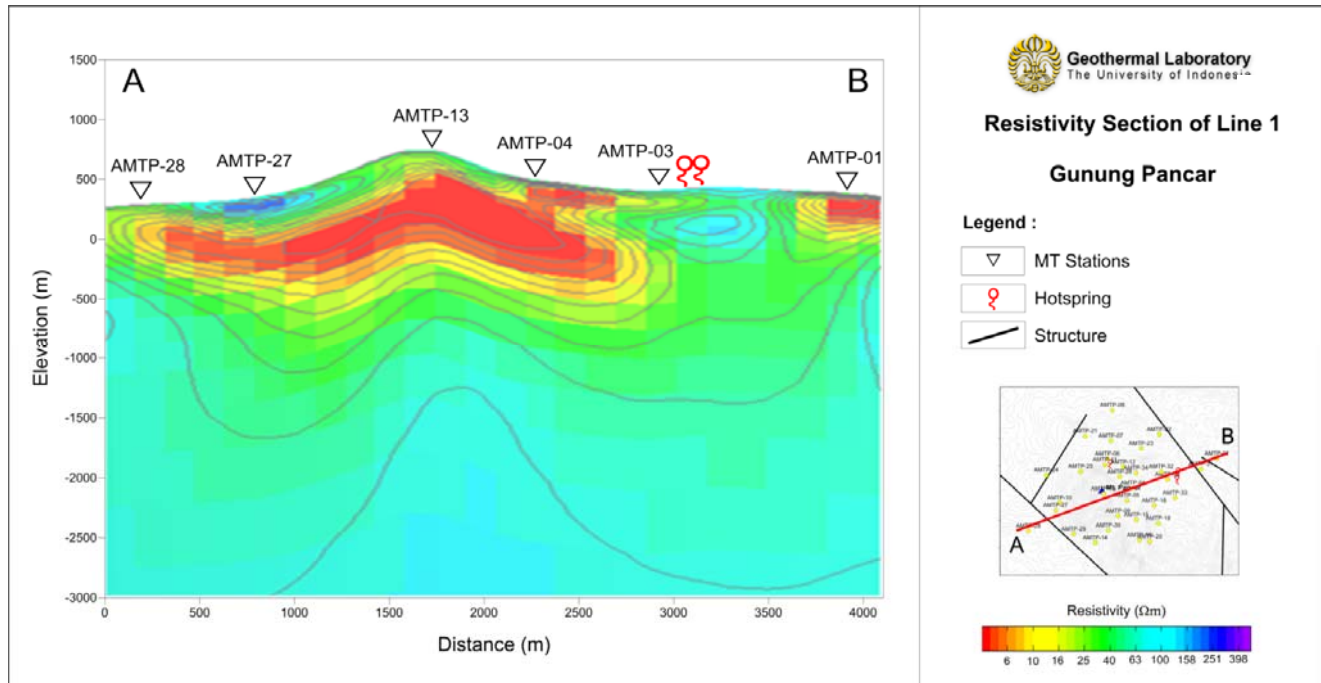 A
B
AMTP-28
AMTP-27
AMTP-13
AMTP-04
AMTP-03
AMTP-01
Elevation (m)
1500
1000
500
0
-500
-1000
-1500
-2000
-2500
-3000
0 500 1000 1500 2000 2500 3000 3500 4000
Distance (m)
Geothermal Laboratory
The University of
Resistivity Section of Line 1
Gunung Pancar
Legend :
MT Stations
Hotspring
Structure
B
A
Resistivity (Ωm)
6 10 16 25 40 63 100 158 251 398